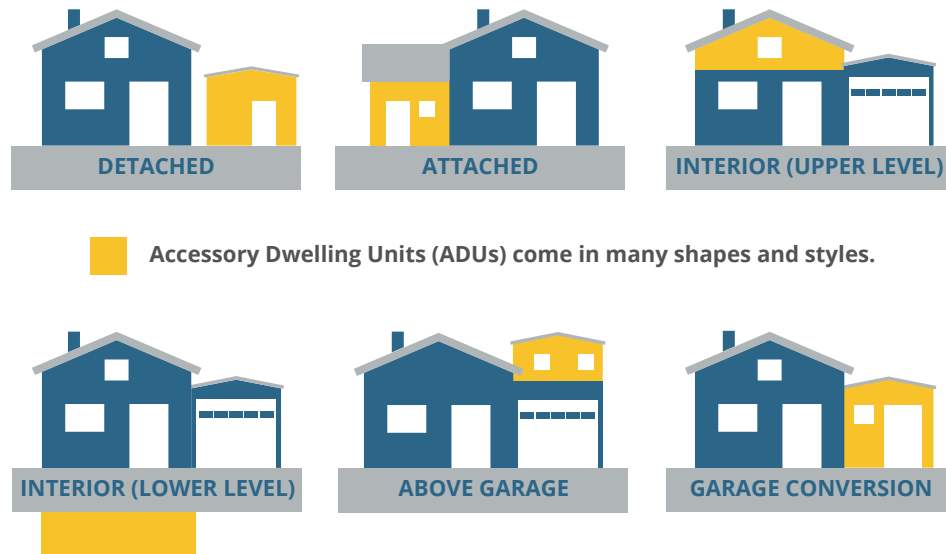 DETACHED
ATTACHED
INTERIOR (UPPER LEVEL)
Accessory Dwelling Units (ADUs) come in many shapes and styles.
INTERIOR (LOWER LEVEL)
ABOVE GARAGE
GARAGE CONVERSION